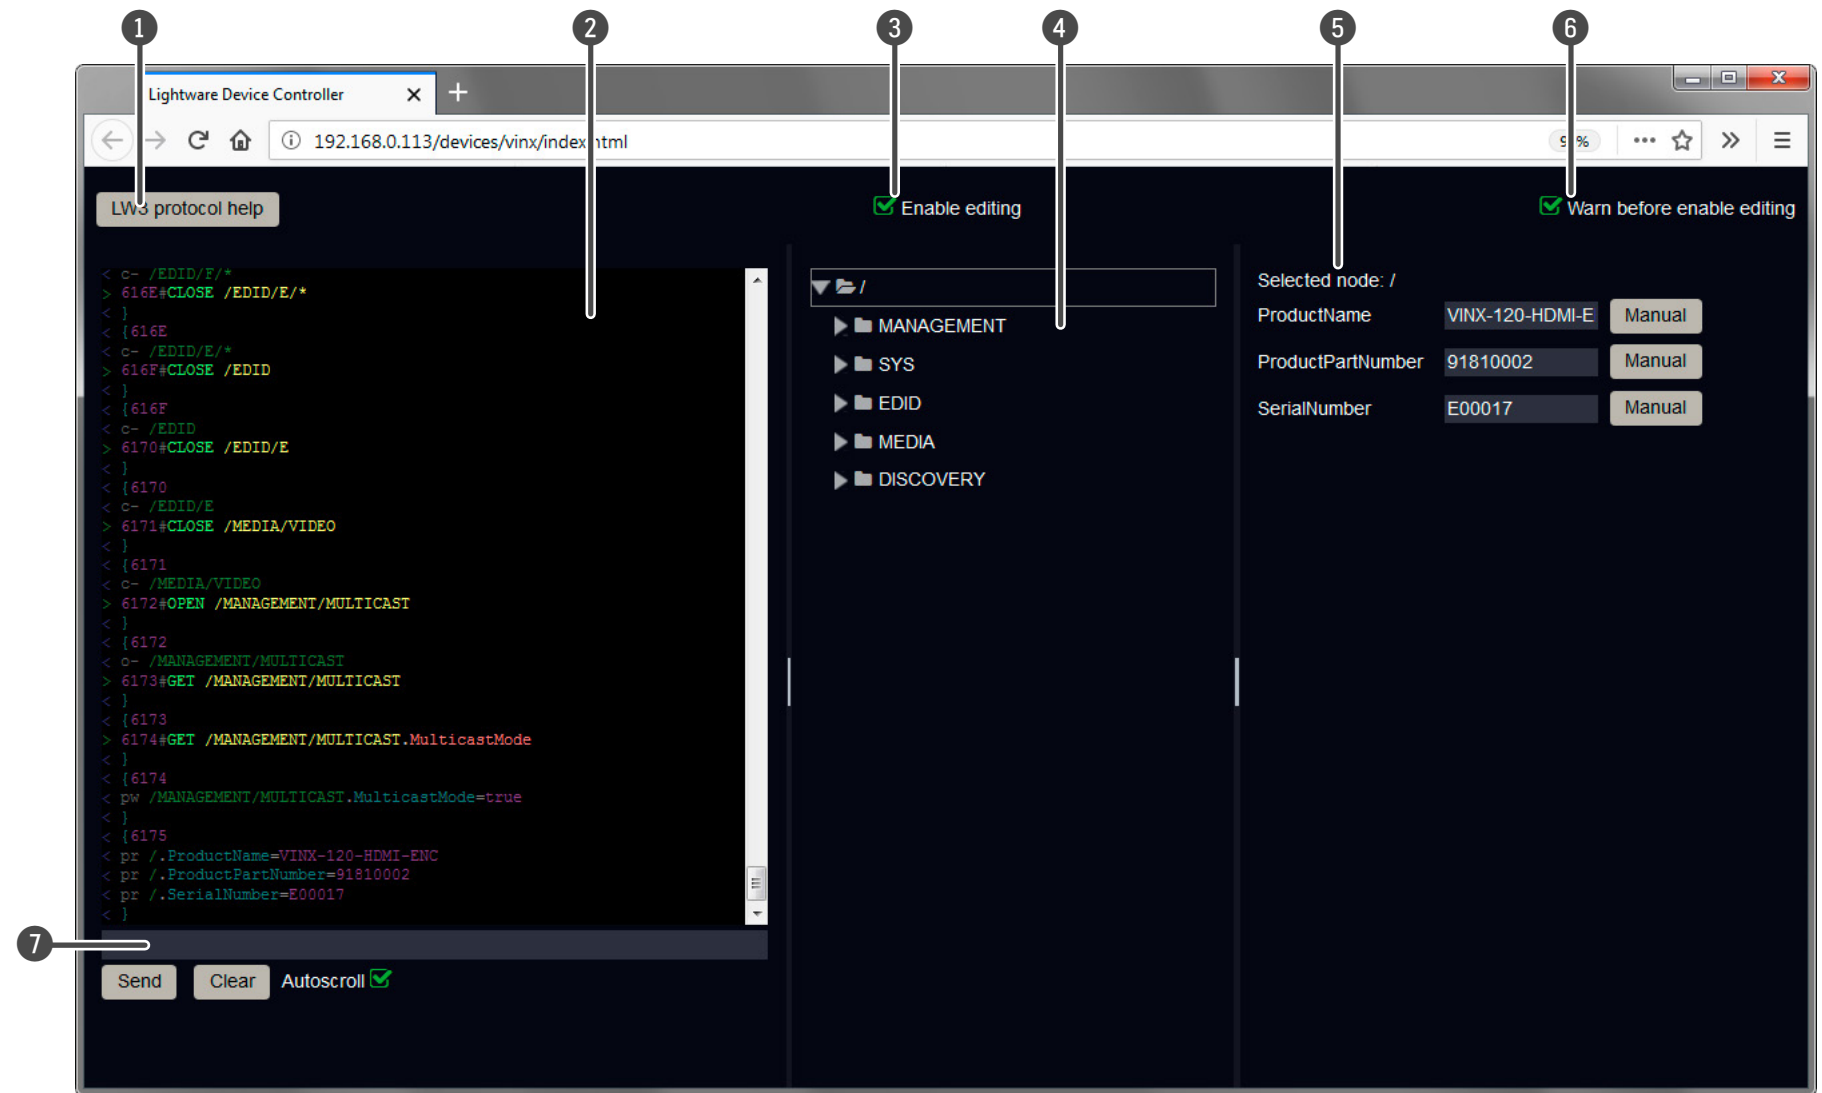 1
2
3
4
5
6
Lightware Device Controller
192.168.0.113/devices/vinx/index.html
LW3 protocol help
Enable editing
Warn before enable editing
< c- /EDID/F/*
> 616E#CLOSE /EDID/E/*
< }
< {616E
< c- /EDID/E/*
> 616F#CLOSE /EDID
< }
< {616F
< c- /EDID
> 6170#CLOSE /EDID/E
< }
< {6170
< c- /EDID/E
> 6171#CLOSE /MEDIA/VIDEO
< }
< {6171
< c- /MEDIA/VIDEO
> 6172#OPEN /MANAGEMENT/MULTICAST
< }
< {6172
< o- /MANAGEMENT/MULTICAST
> 6173#GET /MANAGEMENT/MULTICAST
< }
< {6173
> 6174#GET /MANAGEMENT/MULTICAST.MulticastMode
< }
< {6174
< pw /MANAGEMENT/MULTICAST.MulticastMode=true
< }
< {6175
< pr /.ProductName=VINX-120-HDMI-ENC
< pr /.ProductPartNumber=91810002
< pr /.SerialNumber=E00017
< }
7
Send Clear Autoscroll
/
MANAGEMENT
SYS
EDID
MEDIA
DISCOVERY
Selected node: /
ProductName VINX-120-HDMI-E Manual
ProductPartNumber 91810002 Manual
SerialNumber E00017 Manual